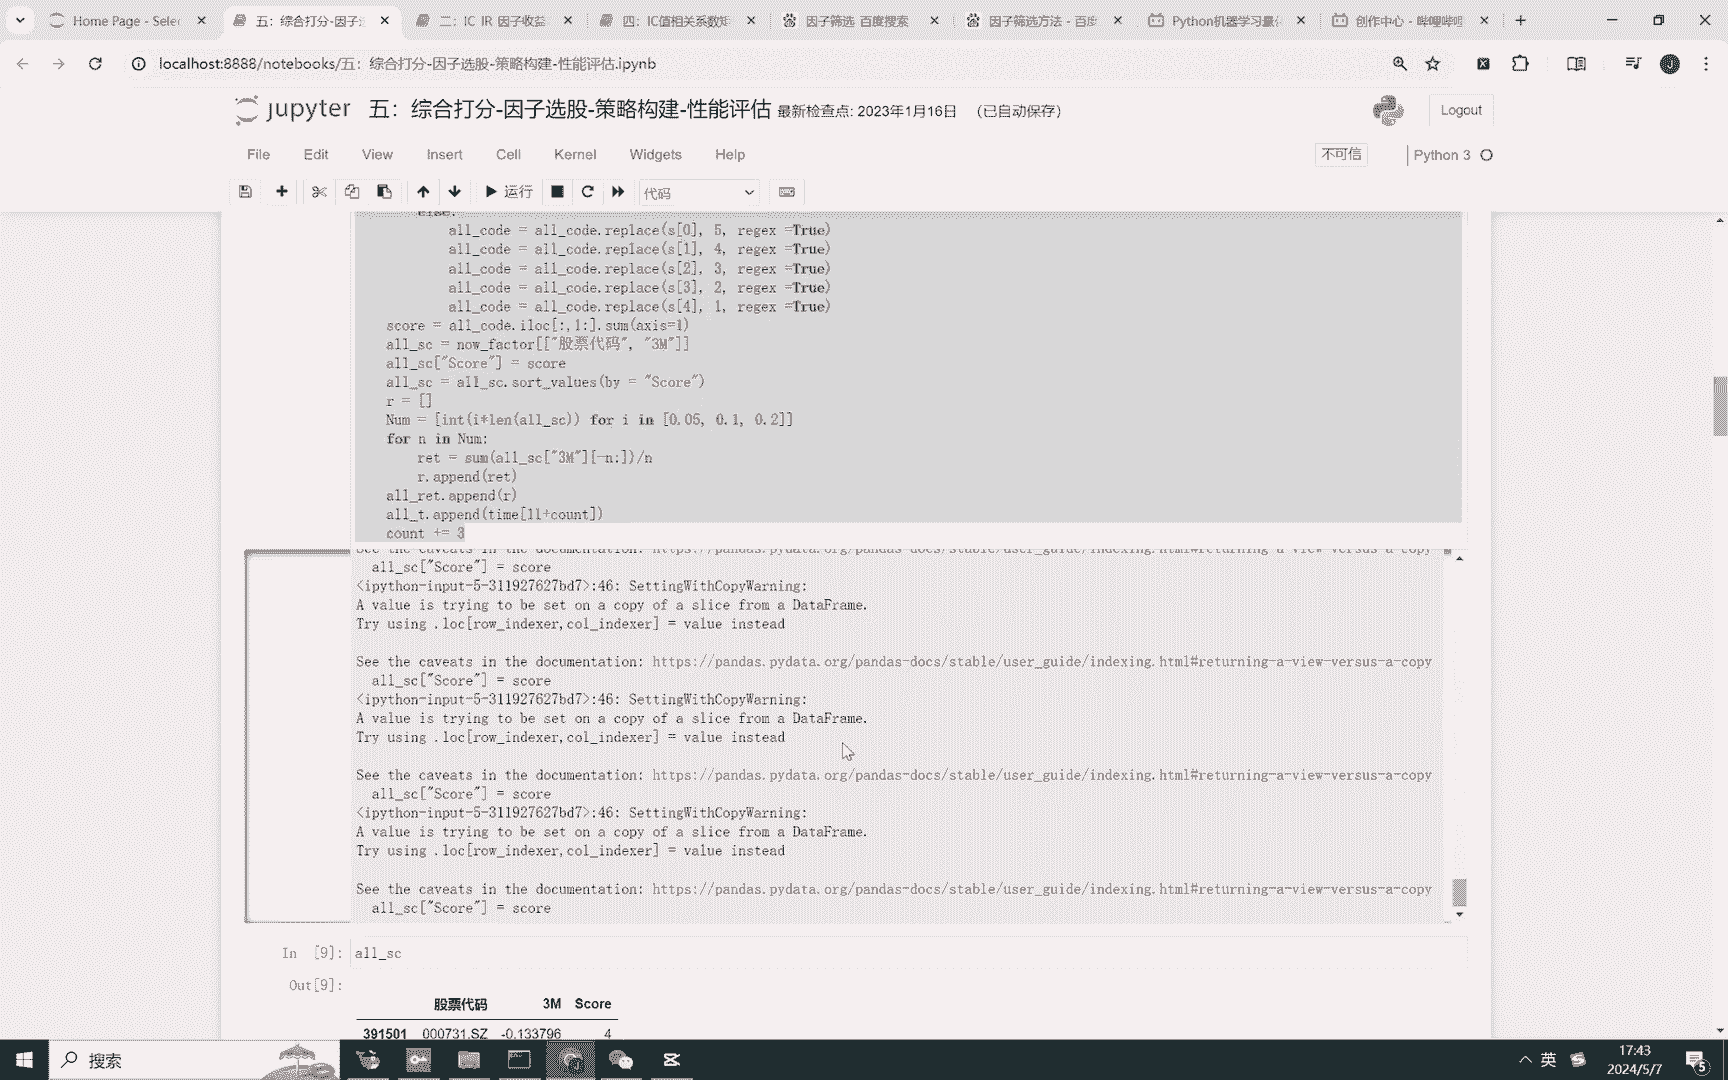 Home Page - Selec
五：综合打分-因子选
二：IC IR 因子收益
四：IC值相关系数矩
因子筛选_百度搜索
因子筛选方法 - 百度
Python机器学习量化
创作中心 - 哔哩哔哩
localhost:8888/notebooks/五：综合打分-因子选股-策略构建-性能评估.ipynb
jupyter 五：综合打分-因子选股-策略构建-性能评估 最新检查点: 2023年1月16日 （已自动保存）
Logout
File Edit View Insert Cell Kernel Widgets Help
不可信
Python 3
运行
代码
else:
all_code = all_code.replace(s[0], 5, regex =True)
all_code = all_code.replace(s[1], 4, regex =True)
all_code = all_code.replace(s[2], 3, regex =True)
all_code = all_code.replace(s[3], 2, regex =True)
all_code = all_code.replace(s[4], 1, regex =True)
score = all_code.iloc[:,1:].sum(axis=1)
all_sc = now_factor[["股票代码", "3M"]]
all_sc["Score"] = score
all_sc = all_sc.sort_values(by = "Score")
r = []
Num = [int(i*len(all_sc)) for i in [0.05, 0.1, 0.2]]
for n in Num:
ret = sum(all_sc["3M"][-n:])/n
r.append(ret)
all_ret.append(r)
all_t.append(time[11+count])
count += 3
See the caveats in the documentation: https://pandas.pydata.org/pandas-docs/stable/user_guide/indexing.html#returning-a-view-versus-a-copy
all_sc["Score"] = score
<ipython-input-5-311927627bd7>:46: SettingWithCopyWarning:
A value is trying to be set on a copy of a slice from a DataFrame.
Try using .loc[row_indexer,col_indexer] = value instead
See the caveats in the documentation: https://pandas.pydata.org/pandas-docs/stable/user_guide/indexing.html#returning-a-view-versus-a-copy
all_sc["Score"] = score
<ipython-input-5-311927627bd7>:46: SettingWithCopyWarning:
A value is trying to be set on a copy of a slice from a DataFrame.
Try using .loc[row_indexer,col_indexer] = value instead
See the caveats in the documentation: https://pandas.pydata.org/pandas-docs/stable/user_guide/indexing.html#returning-a-view-versus-a-copy
all_sc["Score"] = score
<ipython-input-5-311927627bd7>:46: SettingWithCopyWarning:
A value is trying to be set on a copy of a slice from a DataFrame.
Try using .loc[row_indexer,col_indexer] = value instead
See the caveats in the documentation: https://pandas.pydata.org/pandas-docs/stable/user_guide/indexing.html#returning-a-view-versus-a-copy
all_sc["Score"] = score
In [9]: all_sc
Out[9]:
股票代码 3M Score
391501 000731.SZ -0.133796 4
搜索
英
17:43
2024/5/7
5